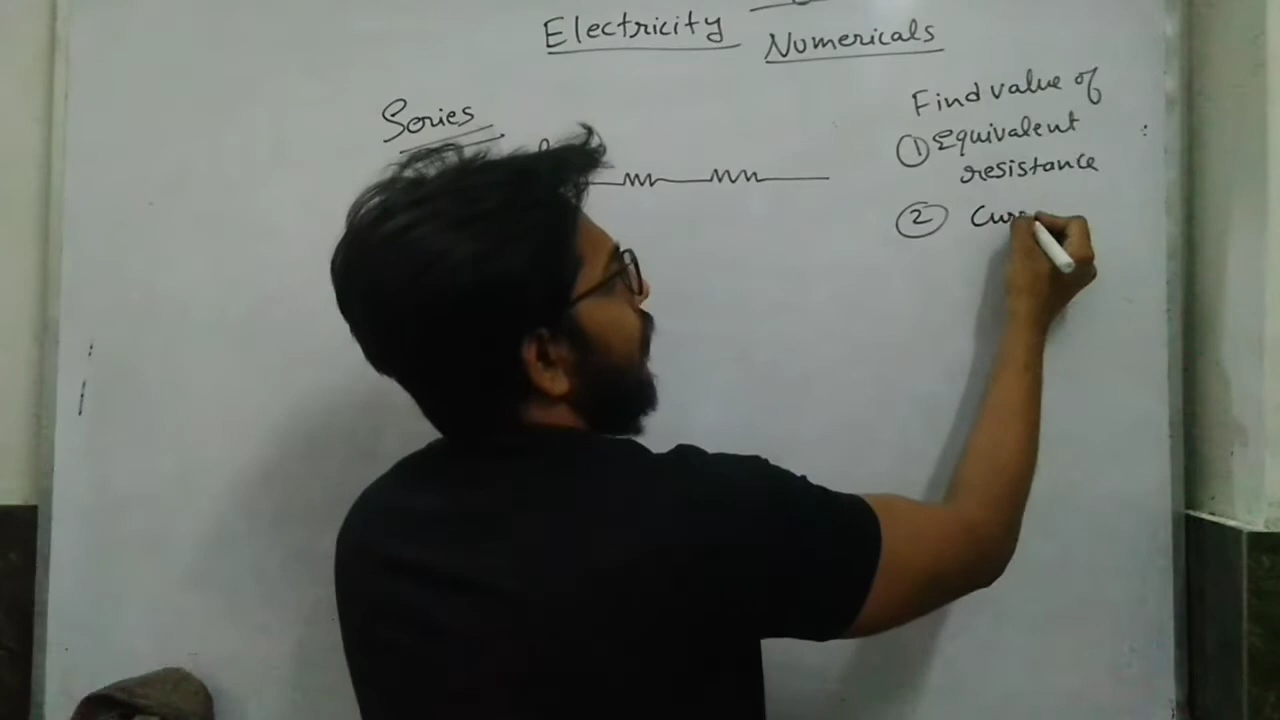 Electricity
Numericals
Series
Find value of
① Equivalent
resistance
②